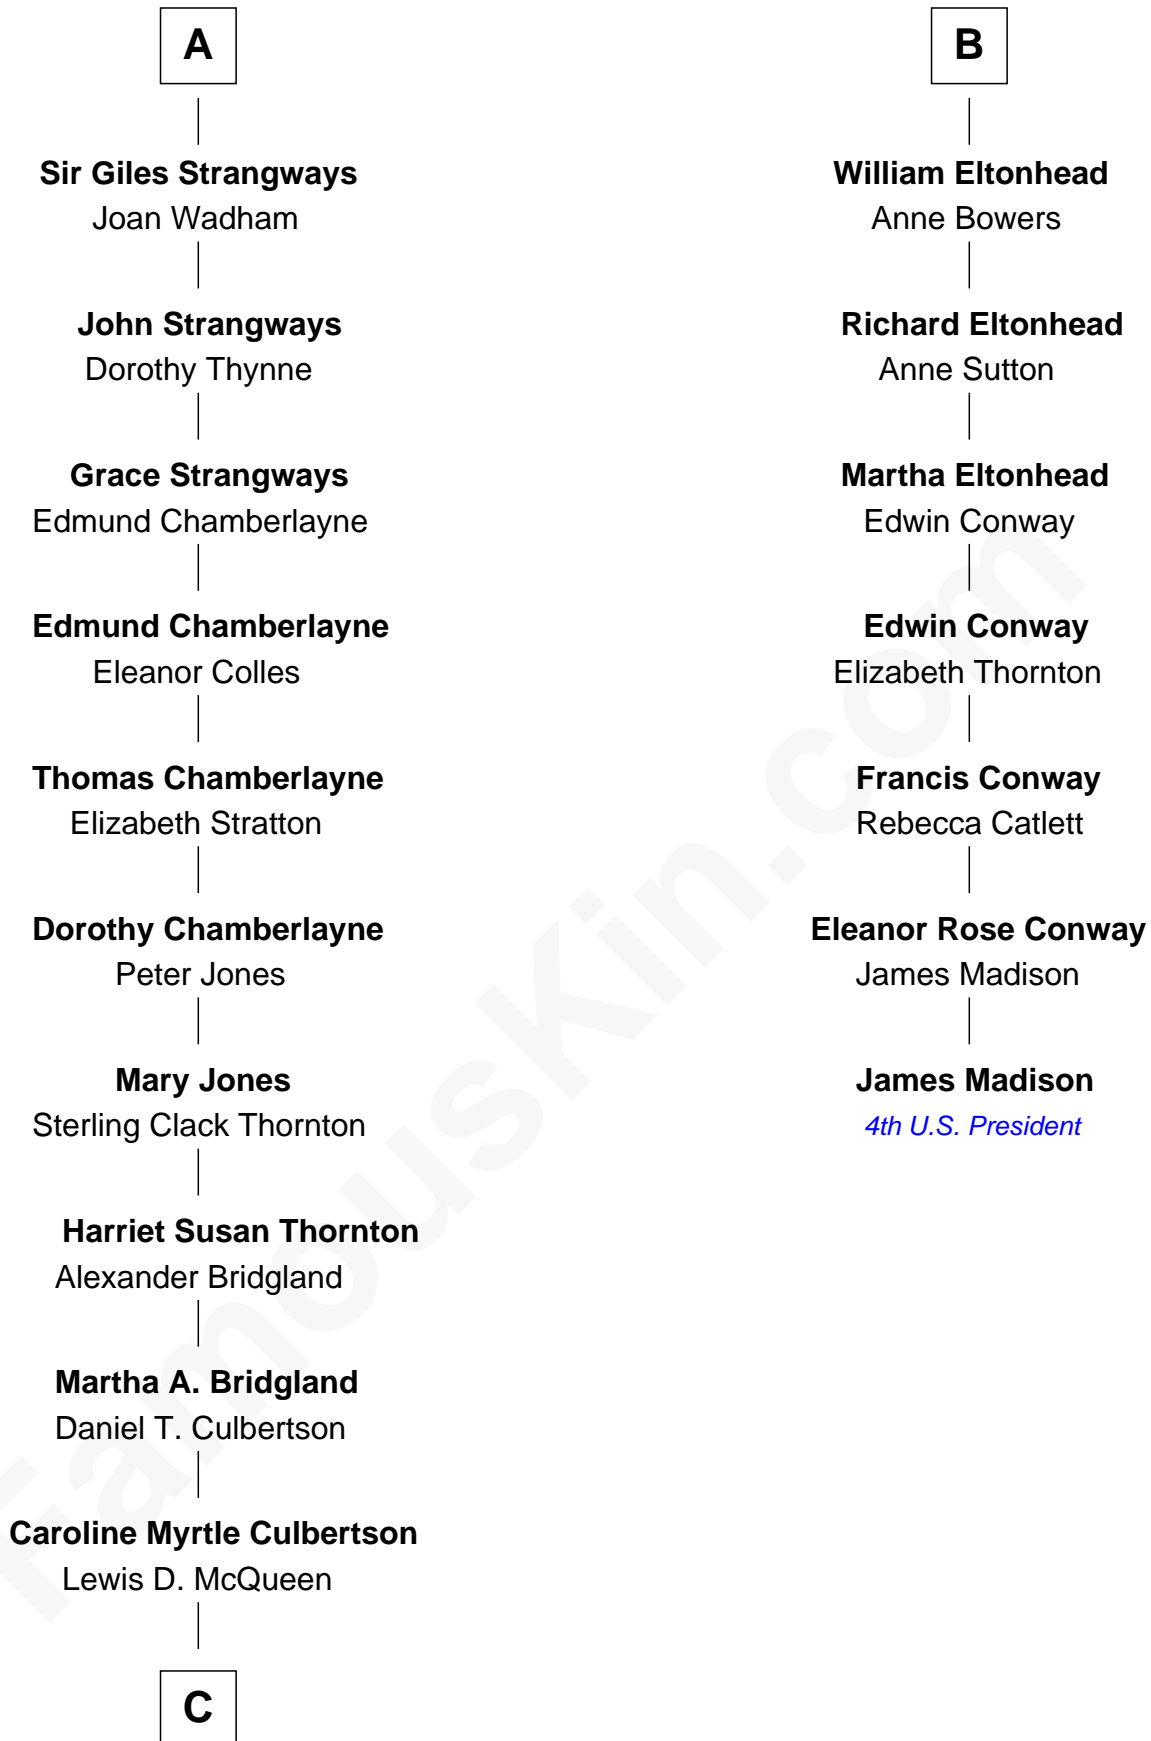 A
Sir Giles Strangways
Joan Wadham
John Strangways
Dorothy Thynne
Grace Strangways
Edmund Chamberlayne
Edmund Chamberlayne
Eleanor Colles
Thomas Chamberlayne
Elizabeth Stratton
Dorothy Chamberlayne
Peter Jones
Mary Jones
Sterling Clack Thornton
Harriet Susan Thornton
Alexander Bridgland
Martha A. Bridgland
Daniel T. Culbertson
Caroline Myrtle Culbertson
Lewis D. McQueen
C
B
William Eltonhead
Anne Bowers
Richard Eltonhead
Anne Sutton
Martha Eltonhead
Edwin Conway
Edwin Conway
Elizabeth Thornton
Francis Conway
Rebecca Catlett
Eleanor Rose Conway
James Madison
James Madison
4th U.S. President
FamousKin.com